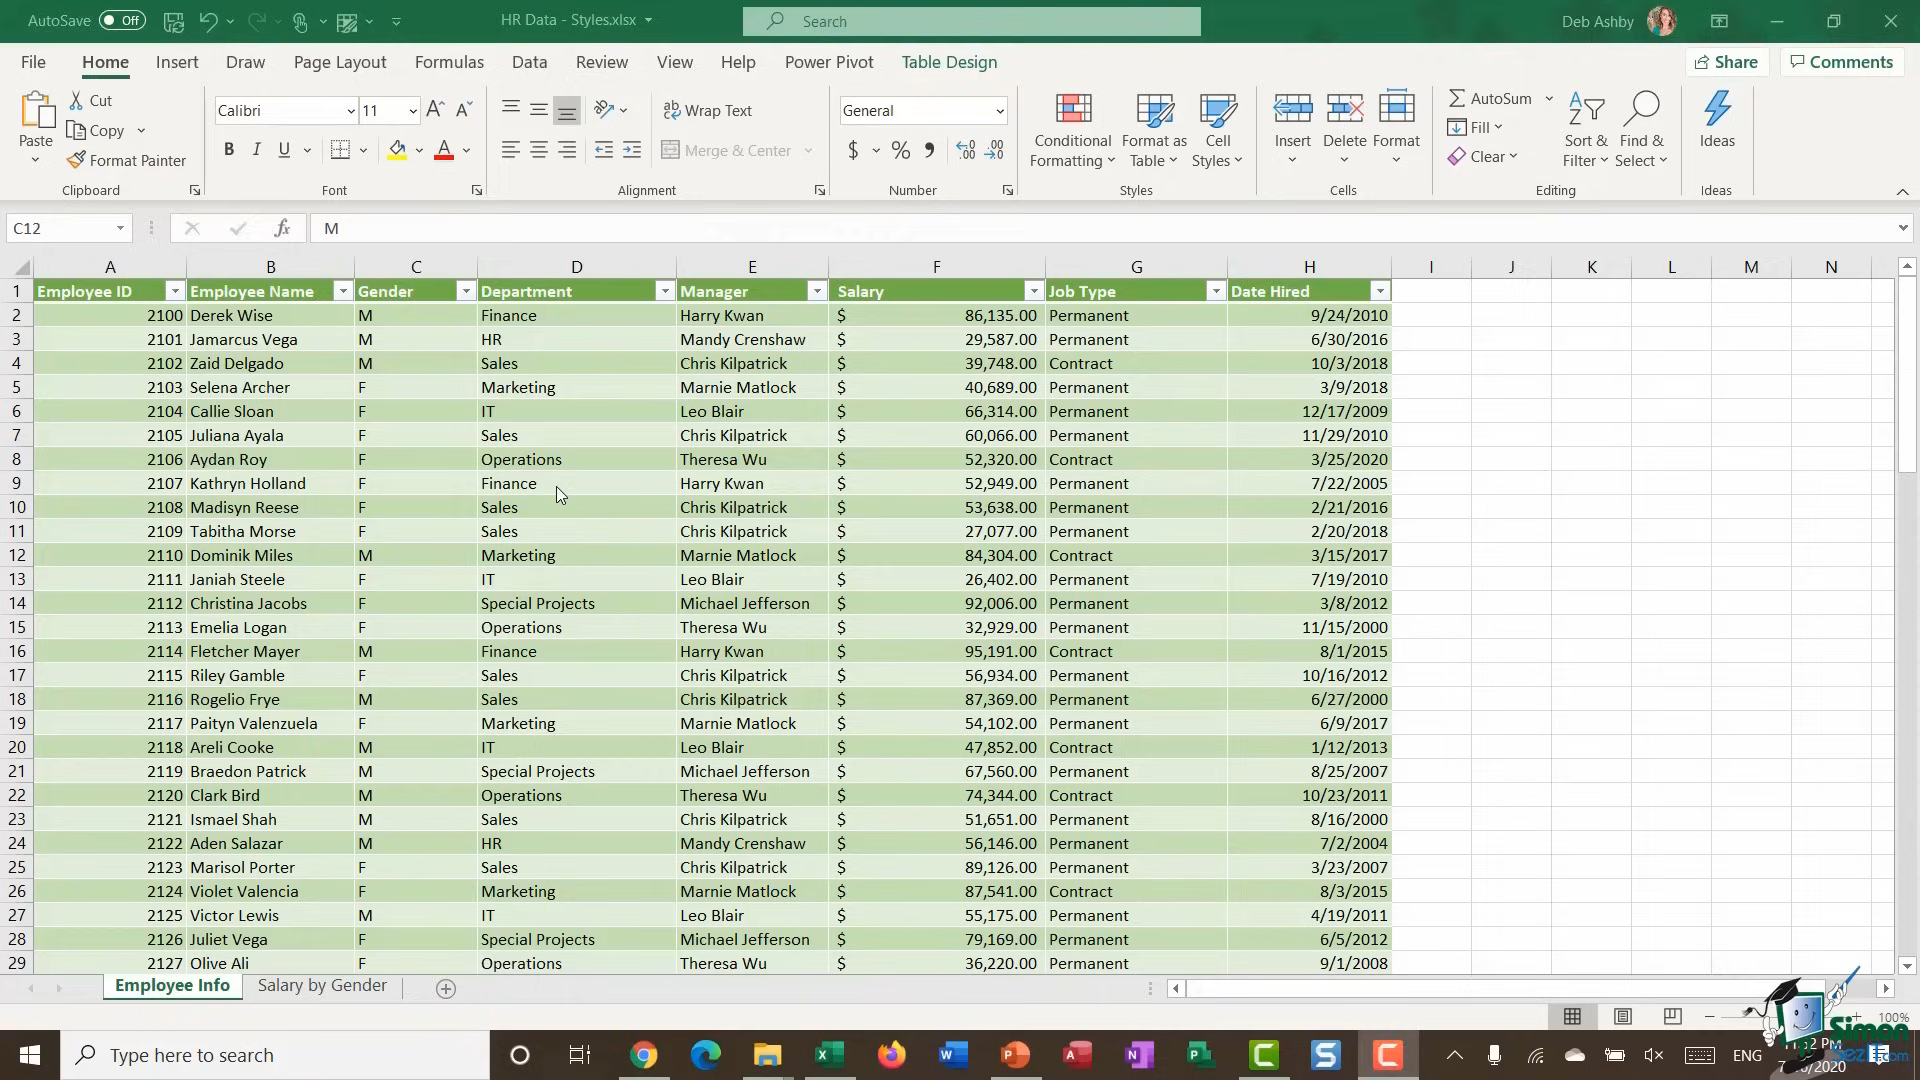 AutoSave Off HR Data - Styles.xlsx Search Deb Ashby
File Home Insert Draw Page Layout Formulas Data Review View Help Power Pivot Table Design Share Comments
Paste Cut Copy Format Painter Clipboard
Calibri 11 B I U A Font
Wrap Text Merge & Center Alignment
General $ % Number
Conditional Formatting Format as Table Cell Styles Styles
Insert Delete Format Cells
AutoSum Fill Clear Sort & Filter Find & Select Editing
Ideas Ideas
C12 fx M
A B C D E F G H I J K L M N
1 Employee ID Employee Name Gender Department Manager Salary Job Type Date Hired
2 2100 Derek Wise M Finance Harry Kwan $ 86,135.00 Permanent 9/24/2010
3 2101 Jamarcus Vega M HR Mandy Crenshaw $ 29,587.00 Permanent 6/30/2016
4 2102 Zaid Delgado M Sales Chris Kilpatrick $ 39,748.00 Contract 10/3/2018
5 2103 Selena Archer F Marketing Marnie Matlock $ 40,689.00 Permanent 3/9/2018
6 2104 Callie Sloan F IT Leo Blair $ 66,314.00 Permanent 12/17/2009
7 2105 Juliana Ayala F Sales Chris Kilpatrick $ 60,066.00 Permanent 11/29/2010
8 2106 Aydan Roy F Operations Theresa Wu $ 52,320.00 Contract 3/25/2020
9 2107 Kathryn Holland F Finance Harry Kwan $ 52,949.00 Permanent 7/22/2005
10 2108 Madisyn Reese F Sales Chris Kilpatrick $ 53,638.00 Permanent 2/21/2016
11 2109 Tabitha Morse F Sales Chris Kilpatrick $ 27,077.00 Permanent 2/20/2018
12 2110 Dominik Miles M Marketing Marnie Matlock $ 84,304.00 Contract 3/15/2017
13 2111 Janiah Steele F IT Leo Blair $ 26,402.00 Permanent 7/19/2010
14 2112 Christina Jacobs F Special Projects Michael Jefferson $ 92,006.00 Permanent 3/8/2012
15 2113 Emelia Logan F Operations Theresa Wu $ 32,929.00 Permanent 11/15/2000
16 2114 Fletcher Mayer M Finance Harry Kwan $ 95,191.00 Contract 8/1/2015
17 2115 Riley Gamble F Sales Chris Kilpatrick $ 56,934.00 Permanent 10/16/2012
18 2116 Rogelio Frye M Sales Chris Kilpatrick $ 87,369.00 Permanent 6/27/2000
19 2117 Paityn Valenzuela F Marketing Marnie Matlock $ 54,102.00 Permanent 6/9/2017
20 2118 Areli Cooke M IT Leo Blair $ 47,852.00 Contract 1/12/2013
21 2119 Braedon Patrick M Special Projects Michael Jefferson $ 67,560.00 Permanent 8/25/2007
22 2120 Clark Bird M Operations Theresa Wu $ 74,344.00 Contract 10/23/2011
23 2121 Ismael Shah M Sales Chris Kilpatrick $ 51,651.00 Permanent 8/16/2000
24 2122 Aden Salazar M HR Mandy Crenshaw $ 56,146.00 Permanent 7/2/2004
25 2123 Marisol Porter F Sales Chris Kilpatrick $ 89,126.00 Permanent 3/23/2007
26 2124 Violet Valencia F Marketing Marnie Matlock $ 87,541.00 Contract 8/3/2015
27 2125 Victor Lewis M IT Leo Blair $ 55,175.00 Permanent 4/19/2011
28 2126 Juliet Vega F Special Projects Michael Jefferson $ 79,169.00 Permanent 6/5/2012
29 2127 Olive Ali F Operations Theresa Wu $ 36,220.00 Permanent 9/1/2008
Employee Info Salary by Gender
100%
Type here to search ENG PM
Simon SezIT.com